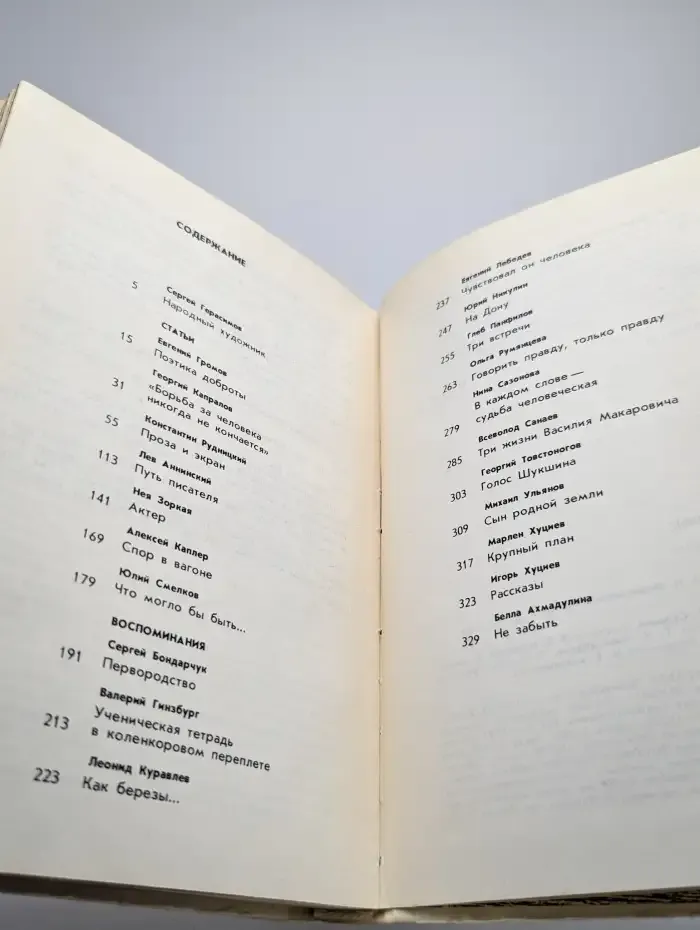 СОДЕРЖАНИЕ
Сергей Герасимов
5 Народный художник
СТАТЬИ
Евгений Громов
15 Поэтика доброты
Георгий Капралов
31 «Борьба за человека
никогда не кончается»
Константин Рудницкий
55 Проза и экран
Лев Аннинский
113 Путь писателя
Нея Зоркая
141 Актер
Алексей Каплер
169 Спор в вагоне
Юлий Смелков
179 Что могло бы быть...
ВОСПОМИНАНИЯ
Сергей Бондарчук
191 Первородство
Валерий Гинзбург
213 Ученическая тетрадь
в коленкоровом переплете
Леонид Куравлев
223 Как березы...
Евгений Лебедев
237 Чувствовал он человека
Юрий Никулин
247 На Дону
Глеб Панфилов
255 Три встречи
Ольга Румянцева
263 Говорить правду, только правду
Нина Сазонова
279 В каждом слове —
судьба человеческая
Всеволод Санаев
285 Три жизни Василия Макаровича
Георгий Товстоногов
303 Голос Шукшина
Михаил Ульянов
309 Сын родной земли
Марлен Хуциев
317 Крупный план
Игорь Хуциев
323 Рассказы
Белла Ахмадулина
329 Не забыть